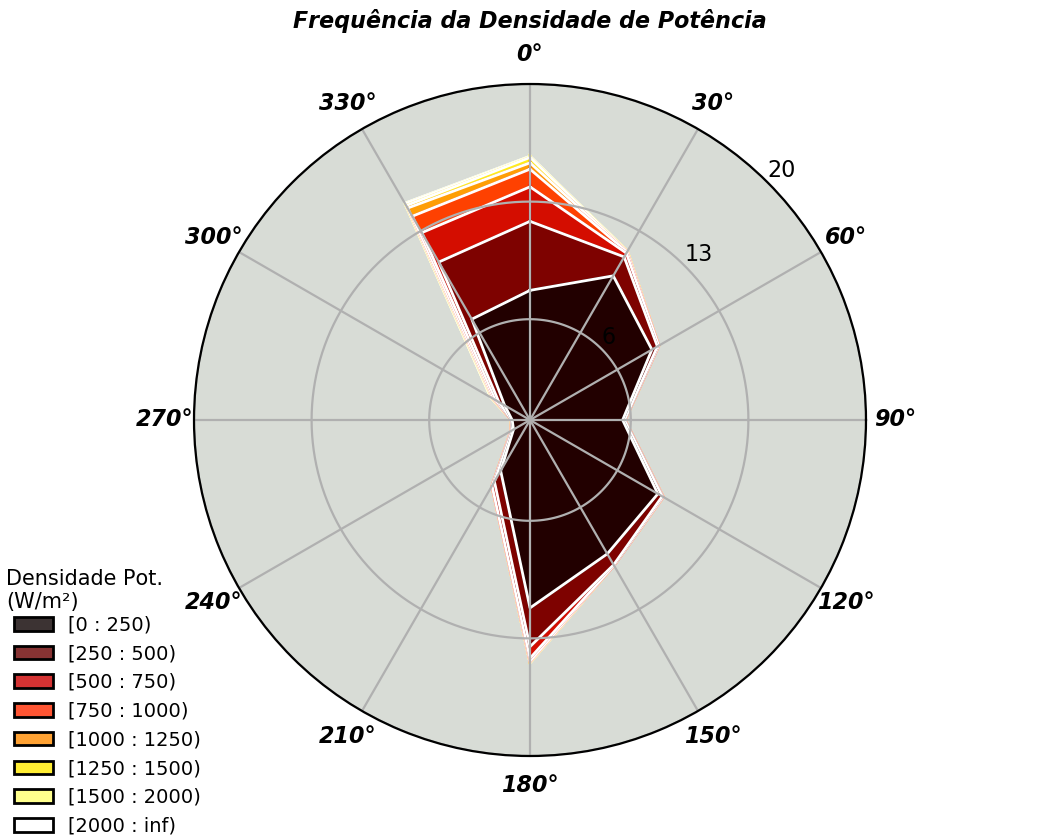 Frequência da Densidade de Potência
0°
330°
30°
20
300°
60°
13
6
270°
90°
240°
120°
210°
150°
180°
Densidade Pot.
(W/m²)
[0 : 250)
[250 : 500)
[500 : 750)
[750 : 1000)
[1000 : 1250)
[1250 : 1500)
[1500 : 2000)
[2000 : inf)